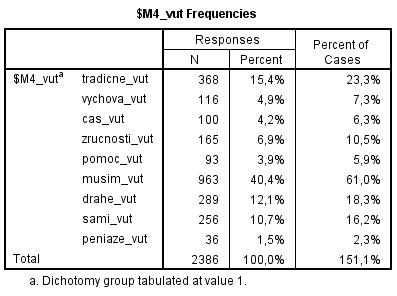 $M4_vut Frequencies
Responses Percent of Cases
N Percent
$M4_vutᵃ tradicne_vut 368 15,4% 23,3%
vychova_vut 116 4,9% 7,3%
cas_vut 100 4,2% 6,3%
zrucnosti_vut 165 6,9% 10,5%
pomoc_vut 93 3,9% 5,9%
musim_vut 963 40,4% 61,0%
drahe_vut 289 12,1% 18,3%
sami_vut 256 10,7% 16,2%
peniaze_vut 36 1,5% 2,3%
Total 2386 100,0% 151,1%
a. Dichotomy group tabulated at value 1.